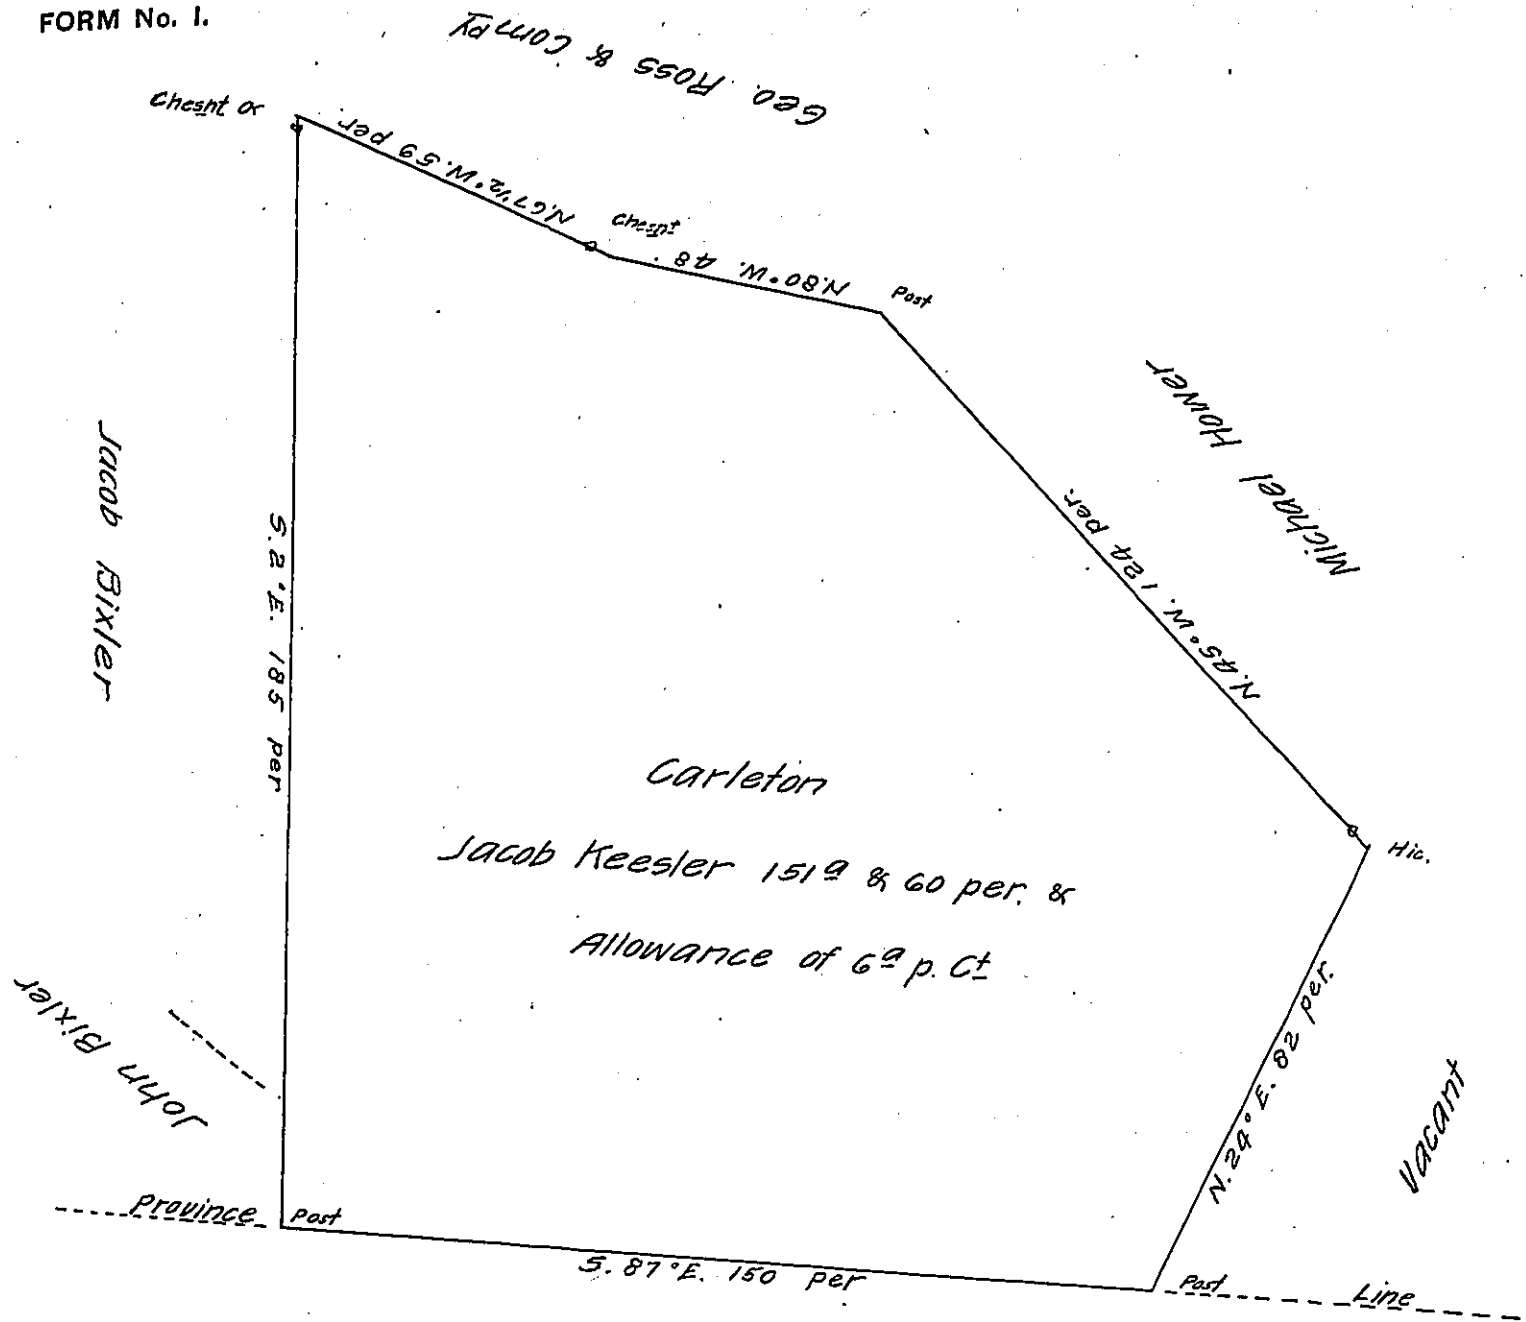 FORM No. 1.
Geo. Ross & Compy
Chesnt or
N.67½°W.59 per
Chesnt
N.80°W. 48
Post
Michael Hower
N.45°W. 124 per.
Jacob Bixler
S.2°E. 185 per
Carleton
Jacob Keesler 151a & 60 per. &
Allowance of 6a p. Ct
Hic.
N.24°E. 82 per.
Vacant
John Bixler
Province
Post
S.87°E. 150 per
Post
Line